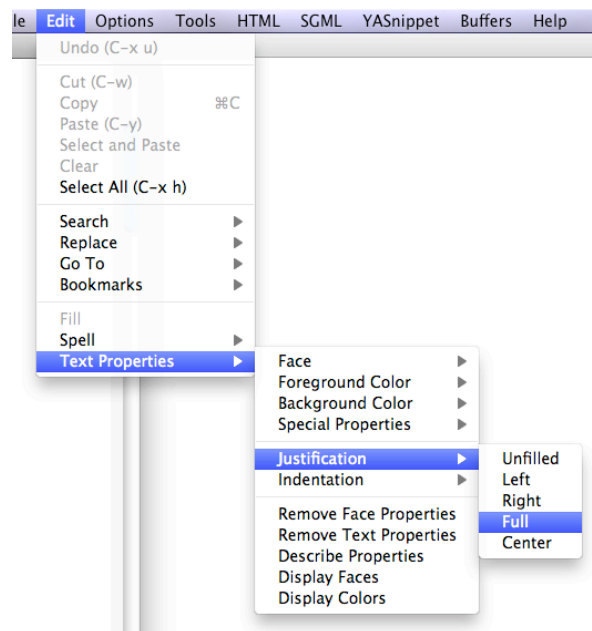 le Edit Options Tools HTML SGML YASnippet Buffers Help
Undo (C-x u)
Cut (C-w)
Copy ⌘C
Paste (C-y)
Select and Paste
Clear
Select All (C-x h)
Search
Replace
Go To
Bookmarks
Fill
Spell
Text Properties
Face
Foreground Color
Background Color
Special Properties
Justification
Indentation
Remove Face Properties
Remove Text Properties
Describe Properties
Display Faces
Display Colors
Unfilled
Left
Right
Full
Center